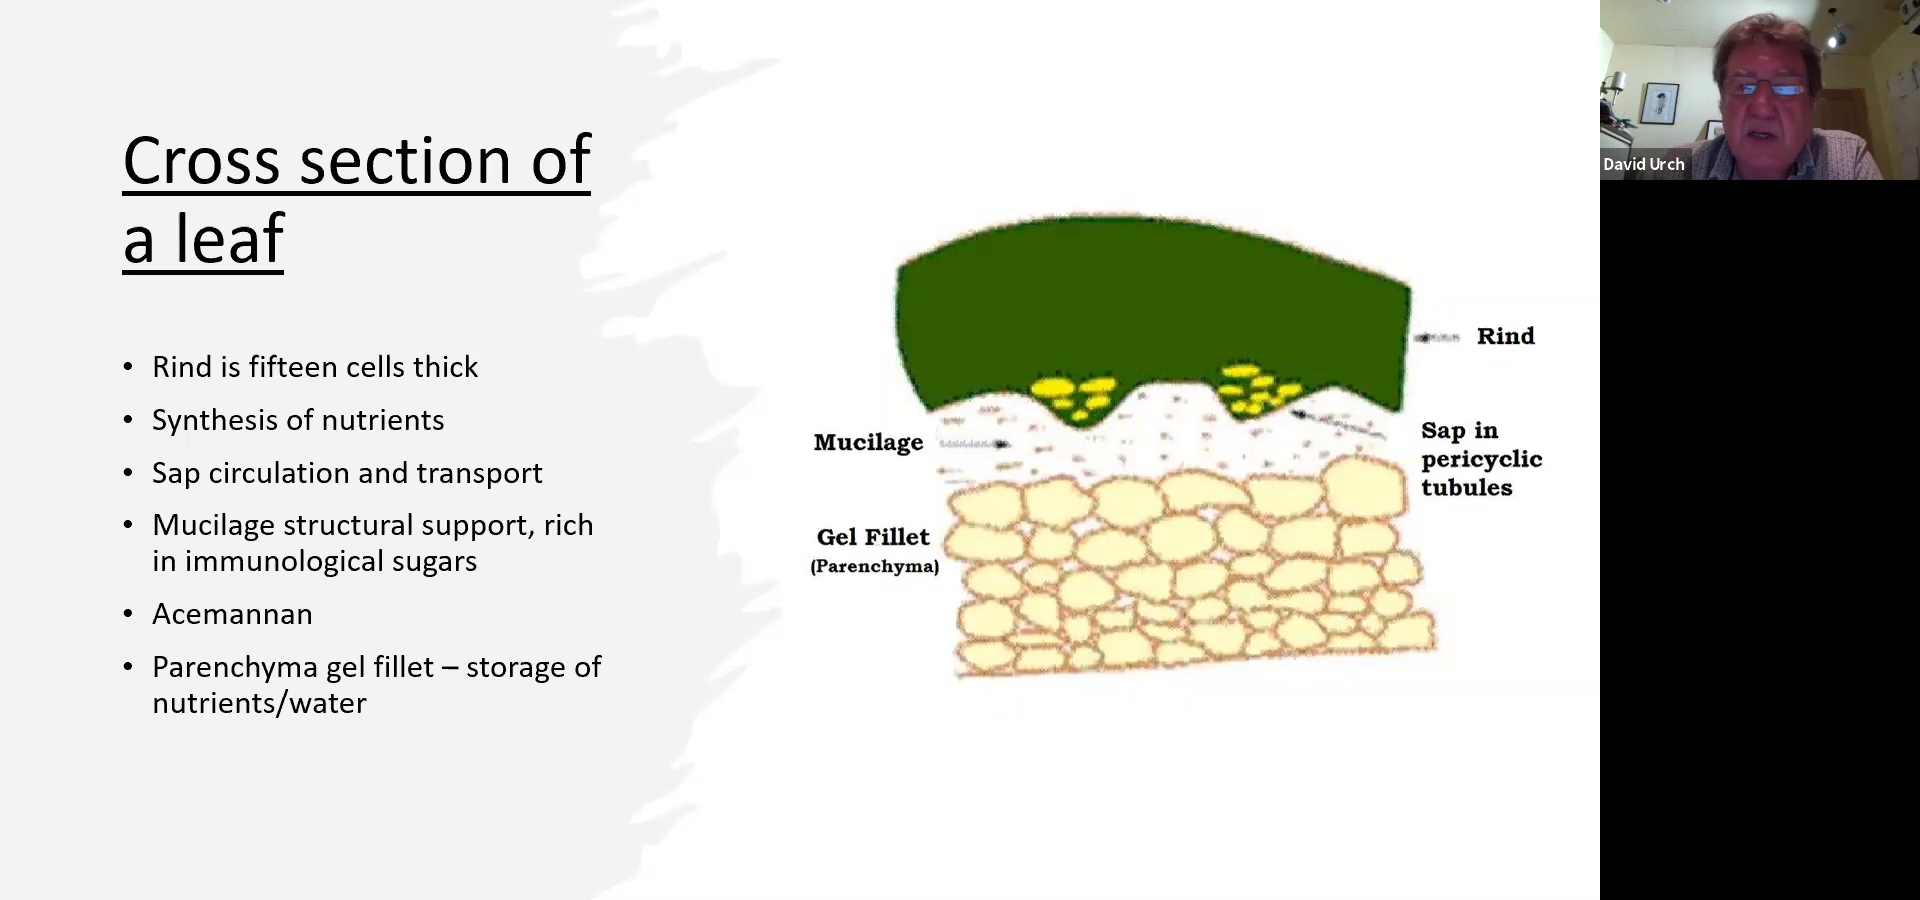 Cross section of
a leaf
• Rind is fifteen cells thick
• Synthesis of nutrients
• Sap circulation and transport
• Mucilage structural support, rich
in immunological sugars
• Acemannan
• Parenchyma gel fillet – storage of
nutrients/water
Rind
Mucilage
Sap in
pericyclic
tubules
Gel Fillet
(Parenchyma)
David Urch